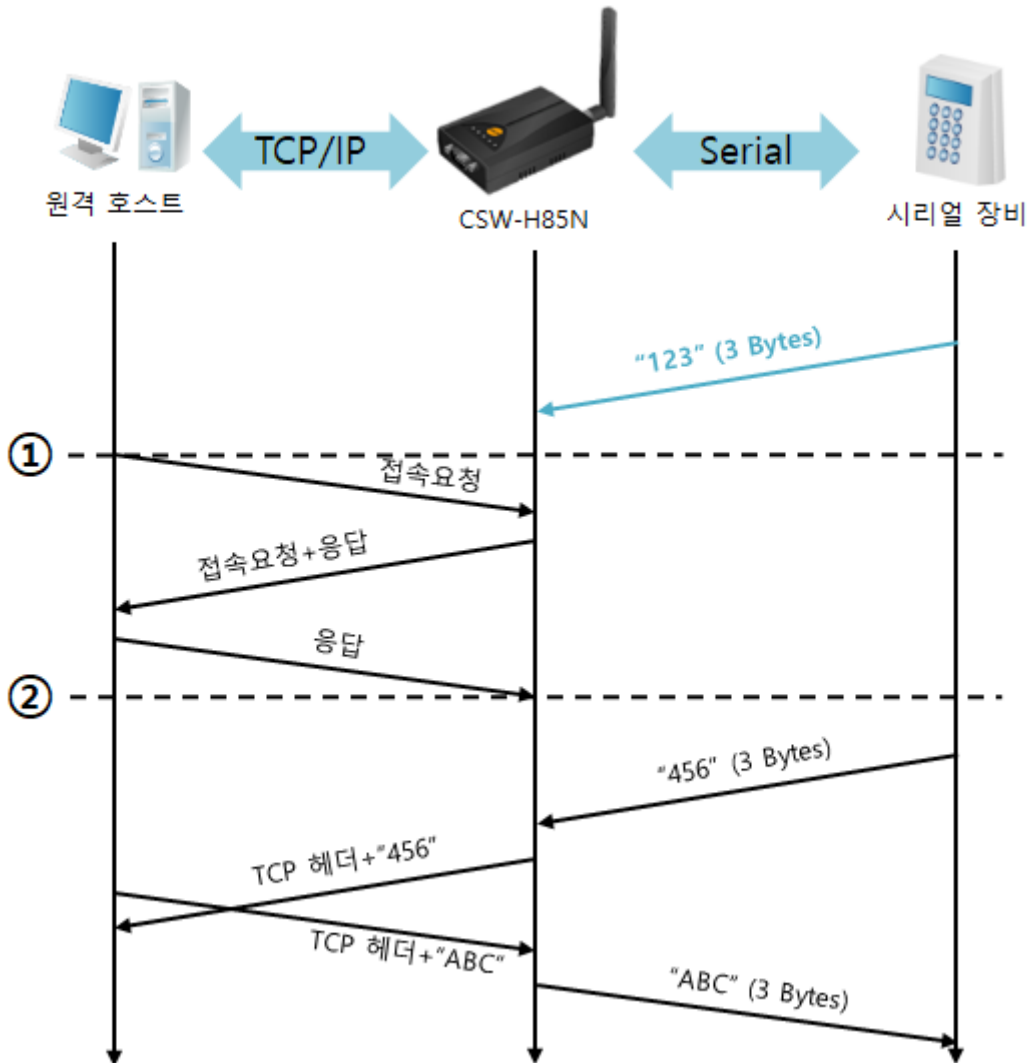 TCP/IP
Serial
원격 호스트
CSW-H85N
시리얼 장비
“123” (3 Bytes)
①
접속요청
접속요청+응답
응답
②
“456” (3 Bytes)
TCP 헤더+“456”
TCP 헤더+“ABC”
“ABC” (3 Bytes)